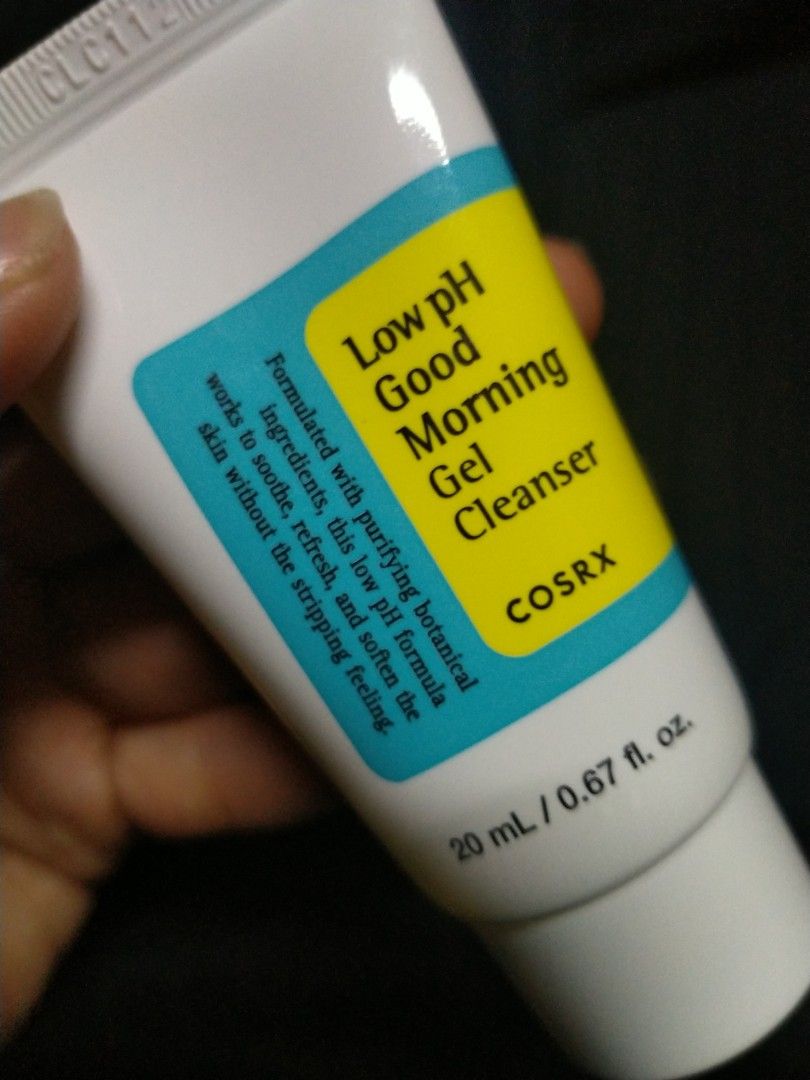 CLC112
Low pH
Good
Morning
Gel
Cleanser
COSRX
Formulated with purifying botanical
ingredients, this low pH formula
works to soothe, refresh, and soften the
skin without the stripping feeling.
20 mL / 0.67 fl. oz.